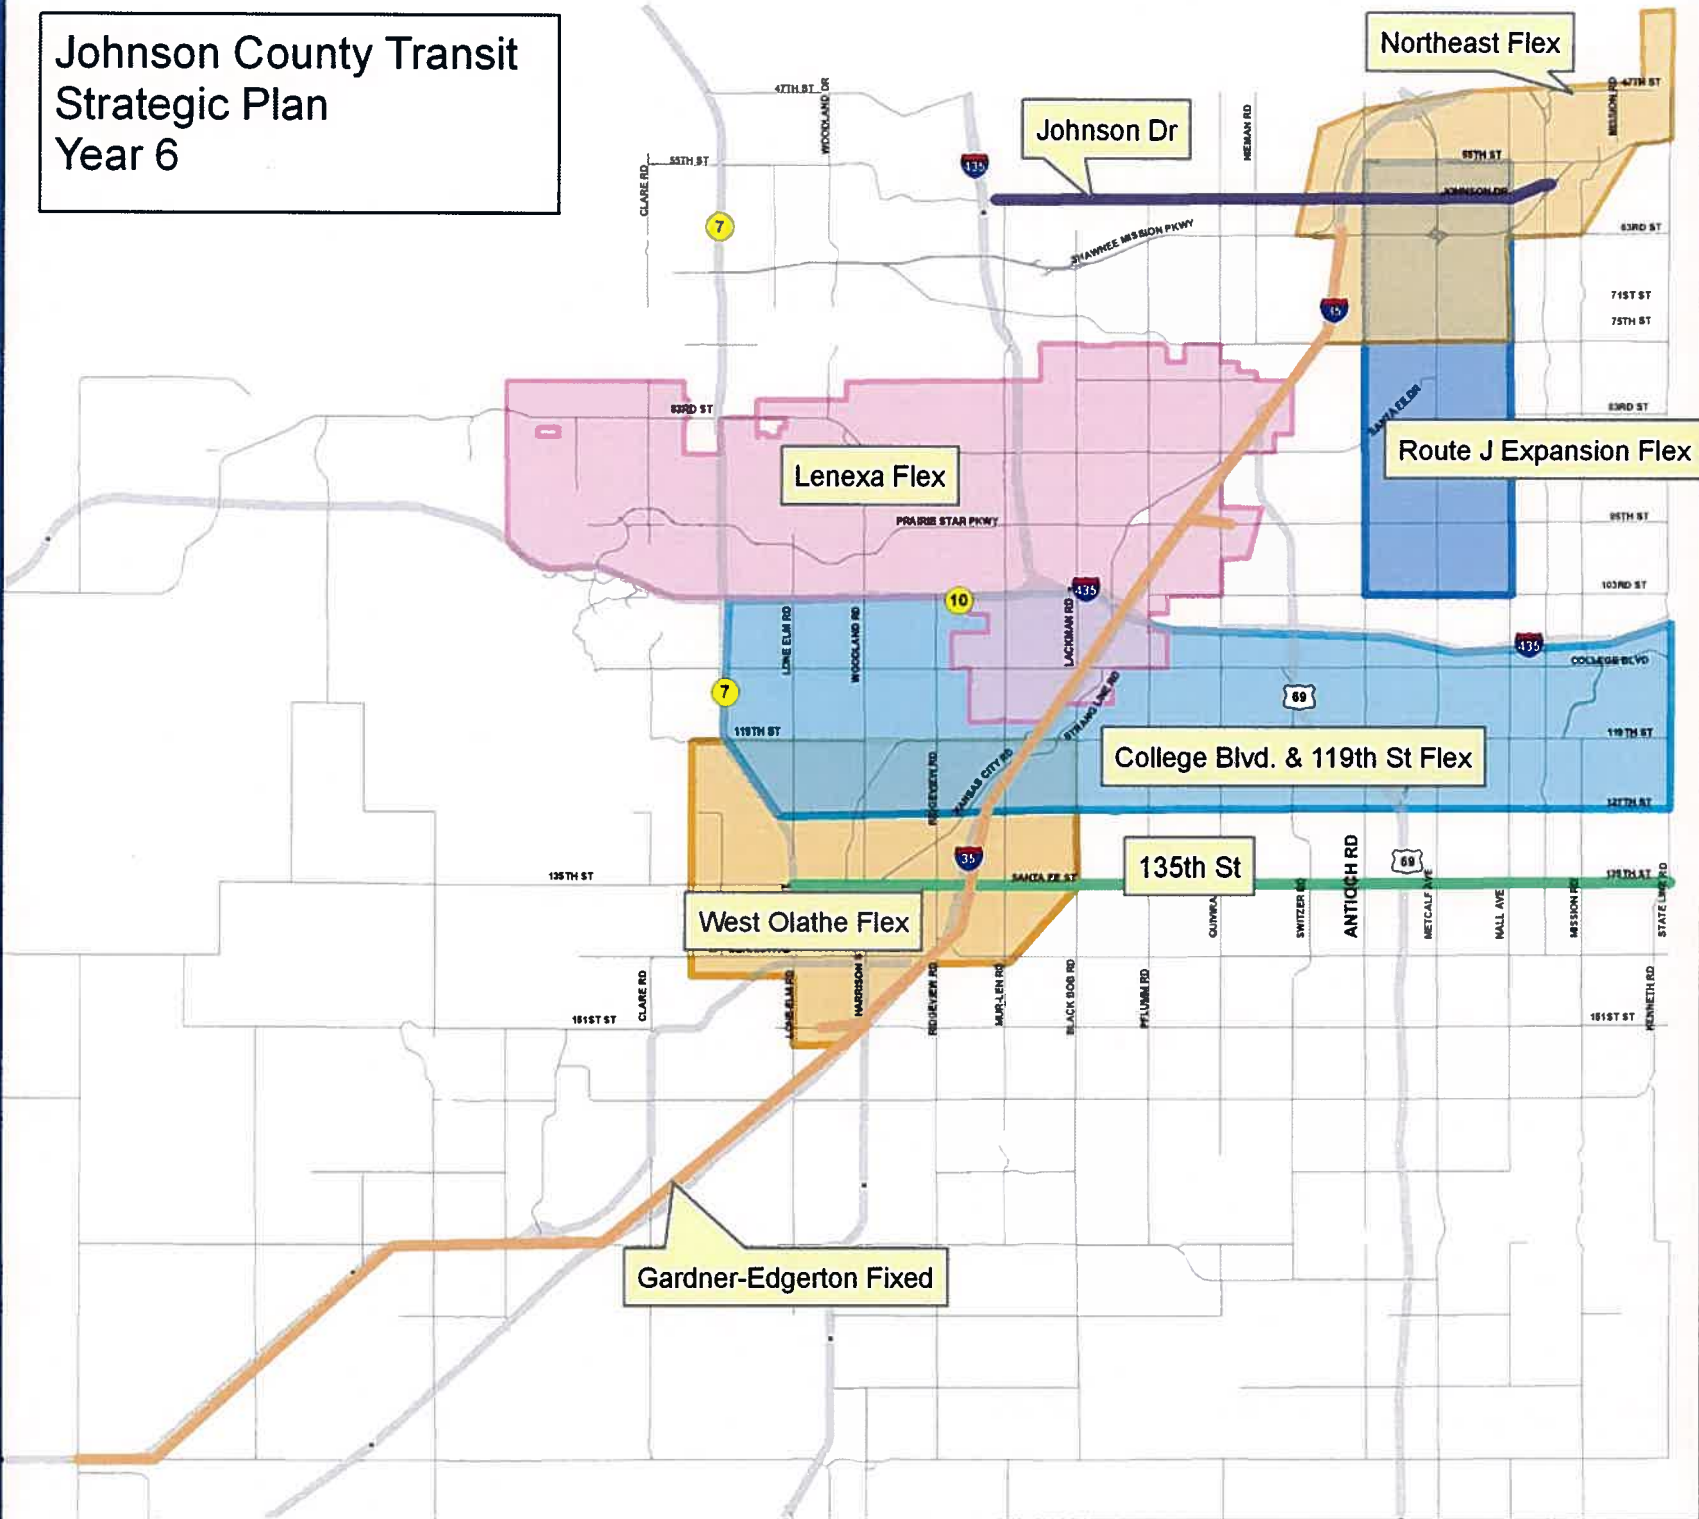 Johnson County Transit
Strategic Plan
Year 6
Northeast Flex
47TH ST
WOODLAND DR
MISSION RD
47TH ST
Johnson Dr
NIEMAN RD
435
55TH ST
55TH ST
CLARE RD
JOHNSON DR
7
SHAWNEE MISSION PKWY
63RD ST
71ST ST
35
75TH ST
83RD ST
83RD ST
SANTA FE DR
Route J Expansion Flex
Lenexa Flex
PRAIRIE STAR PKWY
95TH ST
103RD ST
435
10
LONE ELM RD
WOODLAND RD
LACKMAN RD
435
COLLEGE BLVD
7
69
STRANG LINE RD
119TH ST
119TH ST
College Blvd. & 119th St Flex
RIDGEVIEW RD
KANSAS CITY RD
127TH ST
35
135th St
69
ANTIOCH RD
135TH ST
SANTA FE ST
135TH ST
West Olathe Flex
QUIVIRA
SWITZER RD
METCALF AVE
NALL AVE
MISSION RD
STATE LINE RD
CLARE RD
LONE ELM RD
HARRISON S
RIDGEVIEW RD
MUR-LEN RD
BLACK BOB RD
PFLUMM RD
KENNETH RD
151ST ST
151ST ST
Gardner-Edgerton Fixed